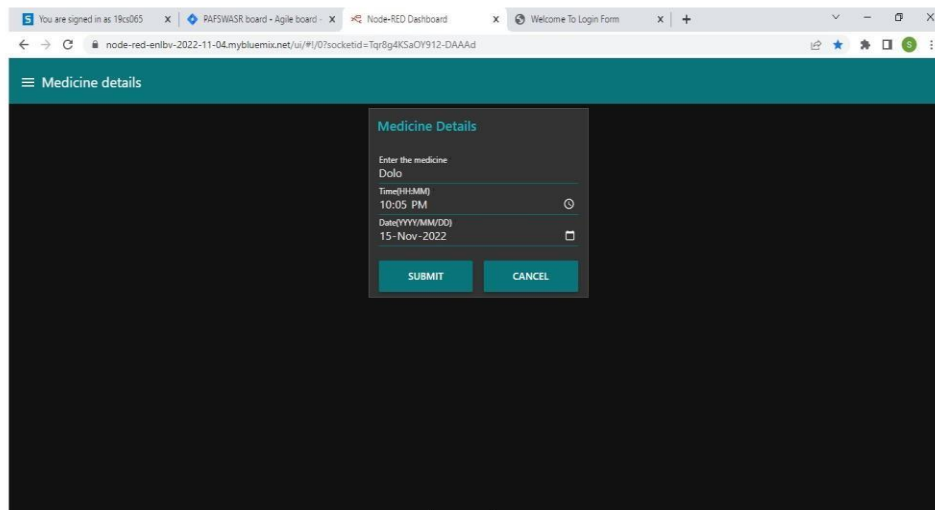 You are signed in as 19cs065
PAFSWASR board - Agile board -
Node-RED Dashboard
Welcome To Login Form
node-red-enlbv-2022-11-04.mybluemix.net/ui/#!/0?socketid=Tqr8g4KSaOY912-DAAAd
S
Medicine details
Medicine Details
Enter the medicine
Dolo
Time(HH:MM)
10:05 PM
Date(YYYY/MM/DD)
15-Nov-2022
SUBMIT CANCEL